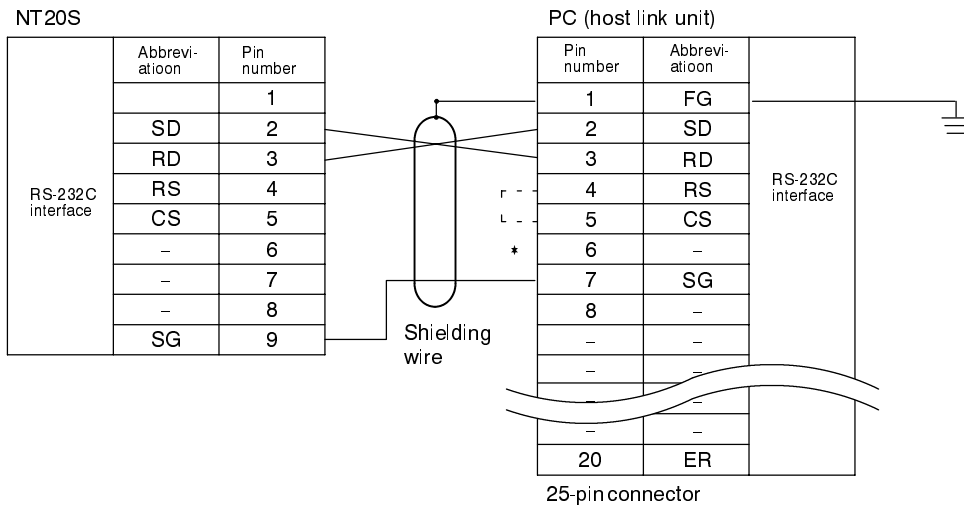 NT20S
PC (host link unit)
Abbrevi-
atioon
Pin
number
Pin
number
Abbrevi-
atioon
1
1 FG
SD 2
2 SD
RD 3
3 RD
RS-232C
interface
RS-232C
interface
RS 4
4 RS
CS 5
5 CS
– 6
* 6 –
– 7
7 SG
– 8
8 –
SG 9
– –
Shielding
wire
– –
– –
– –
20 ER
25-pin connector